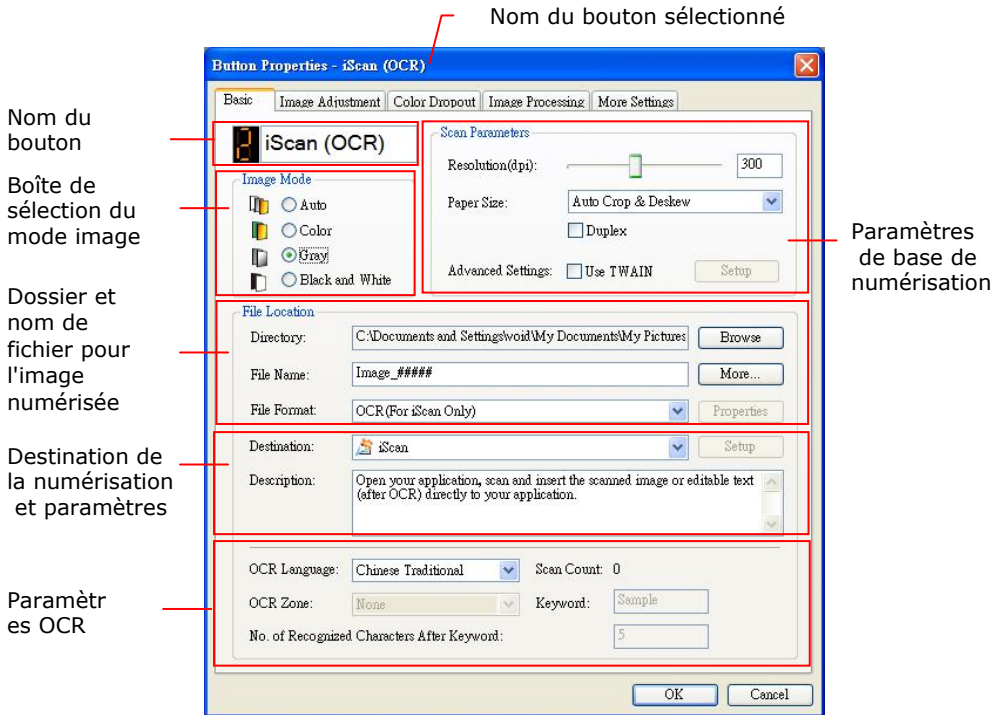 Nom du bouton sélectionné
Button Properties - iScan (OCR)
Basic Image Adjustment Color Dropout Image Processing More Settings
Nom du
bouton
2 iScan (OCR)
Boîte de
sélection du
mode image
Image Mode
Auto
Color
Gray
Black and White
Scan Parameters
Resolution(dpi): 300
Paper Size: Auto Crop & Deskew
Duplex
Advanced Settings: Use TWAIN Setup
Paramètres
de base de
numérisation
Dossier et
nom de
fichier pour
l'image
numérisée
File Location
Directory: C:\Documents and Settings\void\My Documents\My Pictures Browse
File Name: Image_##### More...
File Format: OCR(For iScan Only) Properties
Destination de
la numérisation
et paramètres
Destination: iScan Setup
Description: Open your application, scan and insert the scanned image or editable text
(after OCR) directly to your application.
Paramètr
es OCR
OCR Language: Chinese Traditional Scan Count: 0
OCR Zone: None Keyword: Sample
No. of Recognized Characters After Keyword: 5
OK Cancel